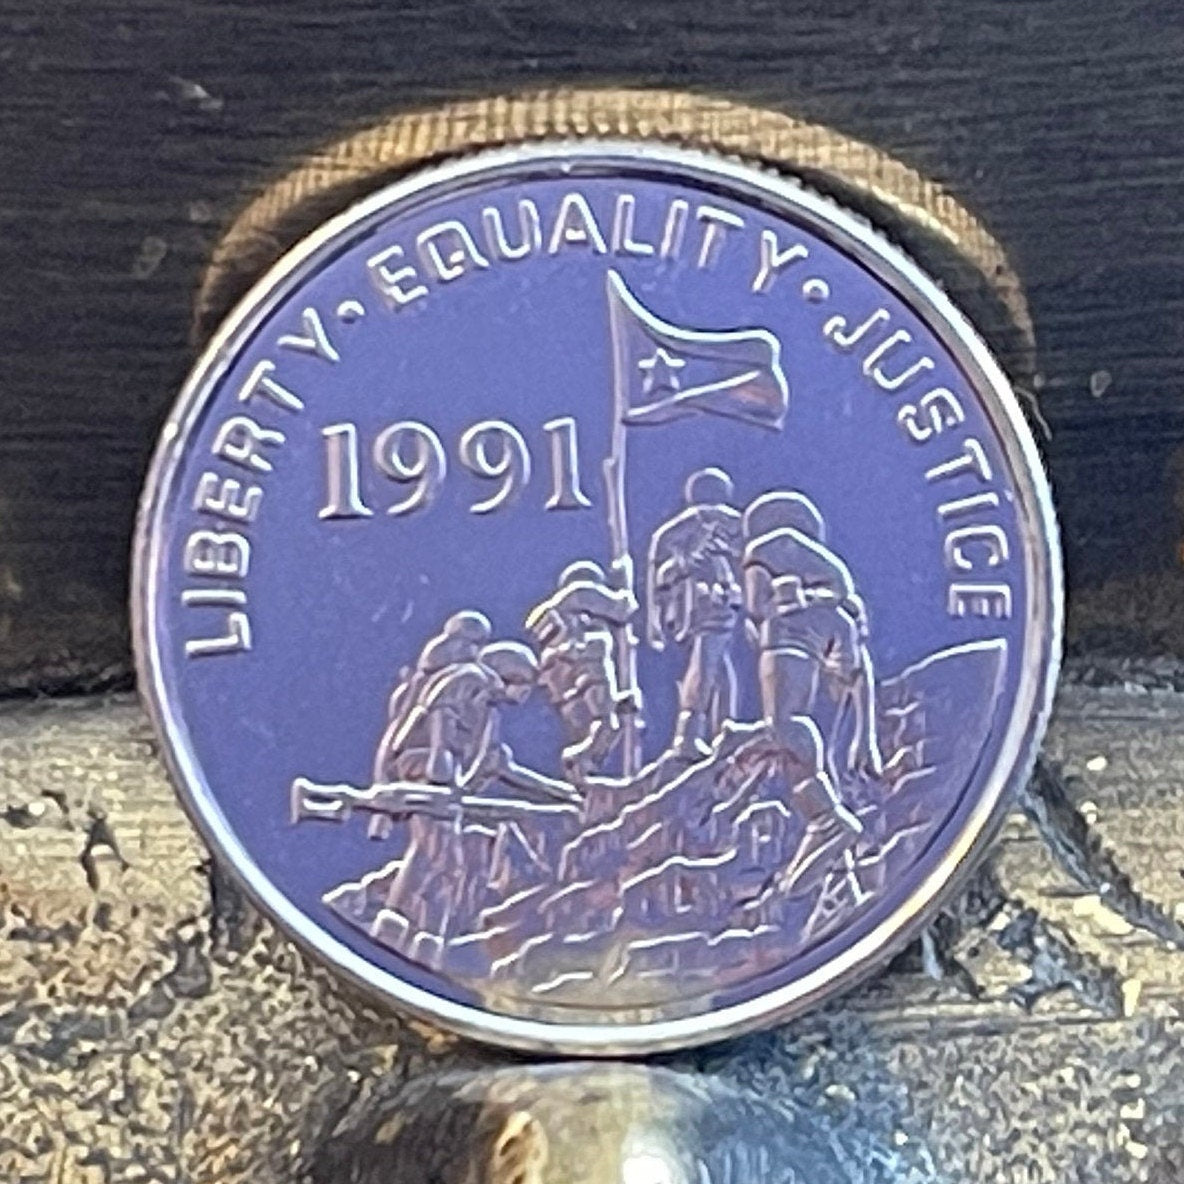 LIBERTY · EQUALITY · JUSTICE
1991